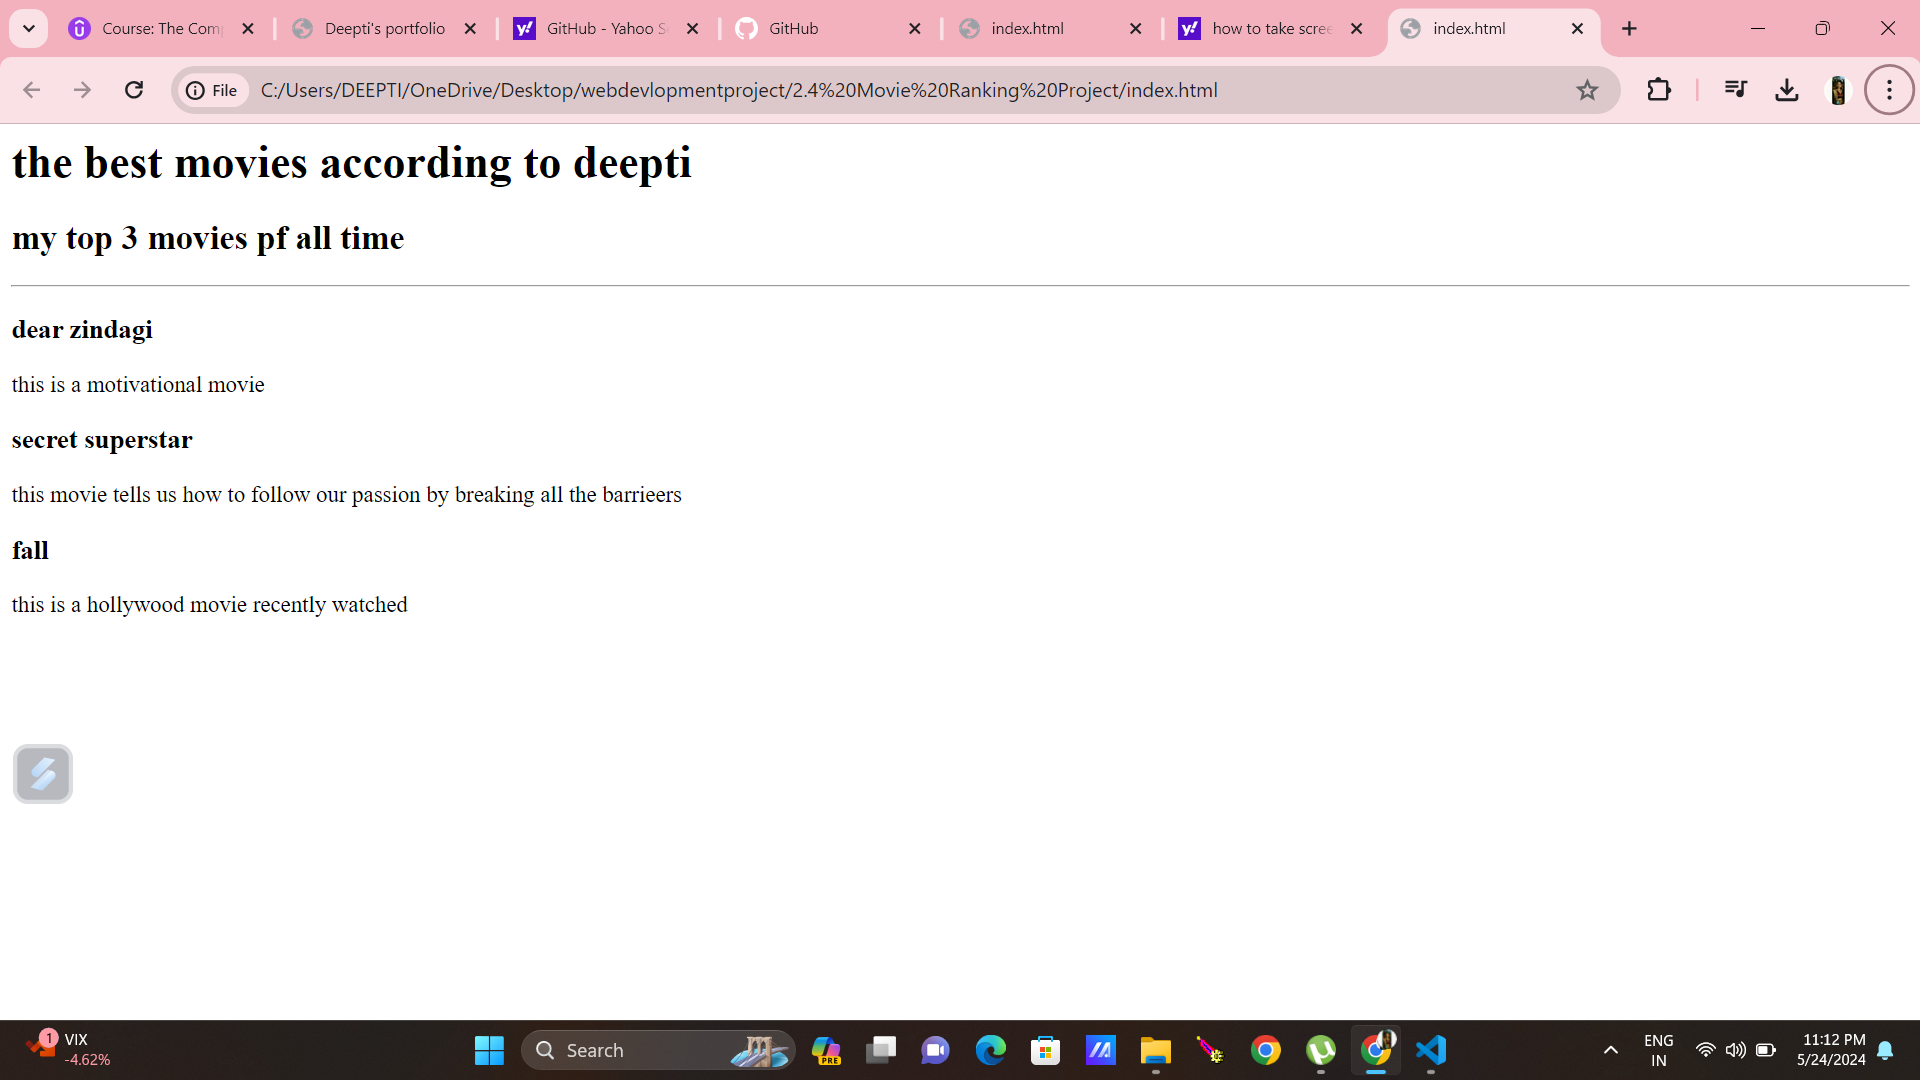 Course: The Com
Deepti's portfolio
GitHub - Yahoo S
GitHub
index.html
how to take scree
index.html
File
C:/Users/DEEPTI/OneDrive/Desktop/webdevlopmentproject/2.4%20Movie%20Ranking%20Project/index.html
the best movies according to deepti
my top 3 movies pf all time
dear zindagi
this is a motivational movie
secret superstar
this movie tells us how to follow our passion by breaking all the barrieers
fall
this is a hollywood movie recently watched
1
VIX
-4.62%
Search
PRE
ENG
IN
11:12 PM
5/24/2024